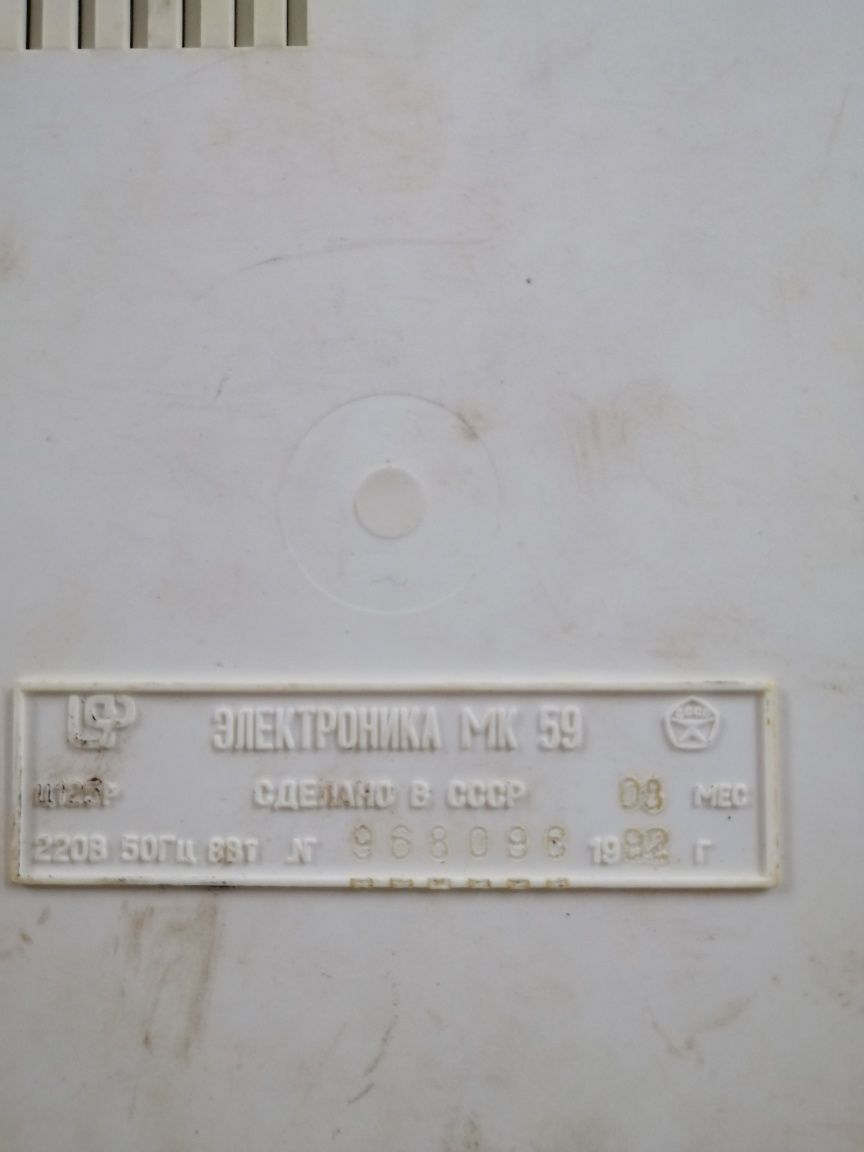 ЭЛЕКТРОНИКА МК 59
СДЕЛАНО В СССР 08 МЕС
220В 50Гц 8Вт № 968096 1992 Г